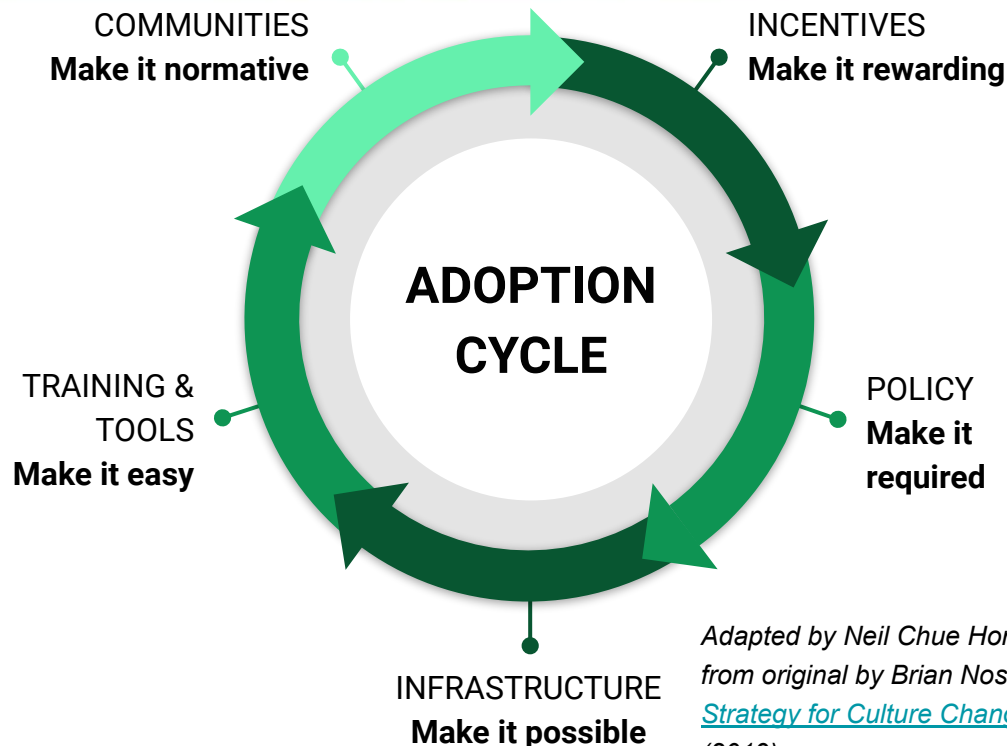 COMMUNITIES
Make it normative
INCENTIVES
Make it rewarding
ADOPTION
CYCLE
TRAINING &
TOOLS
Make it easy
POLICY
Make it
required
INFRASTRUCTURE
Make it possible
Adapted by Neil Chue
from original by Brian
Strategy for Culture